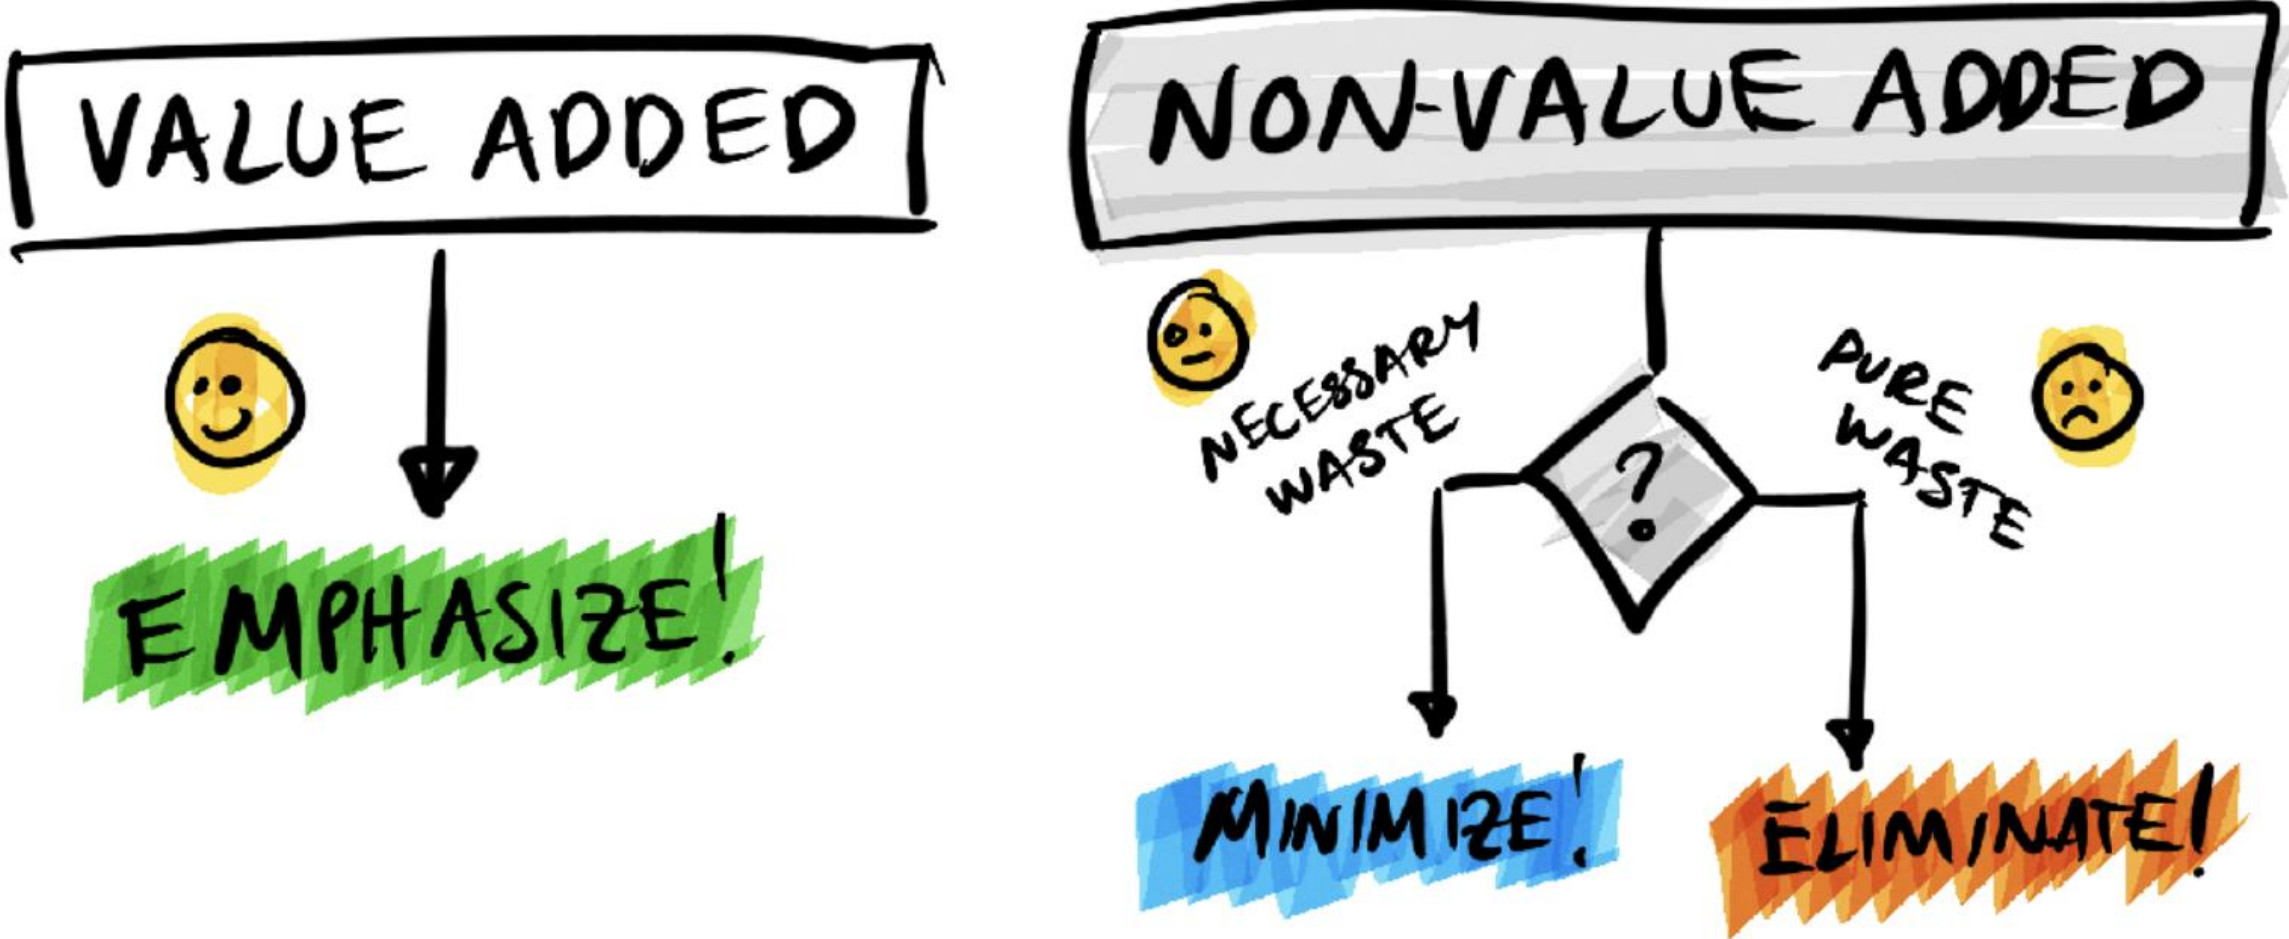 VALUE ADDED
EMPHASIZE!
NON-VALUE ADDED
NECESSARY
WASTE
?
PURE
WASTE
MINIMIZE!
ELIMINATE!